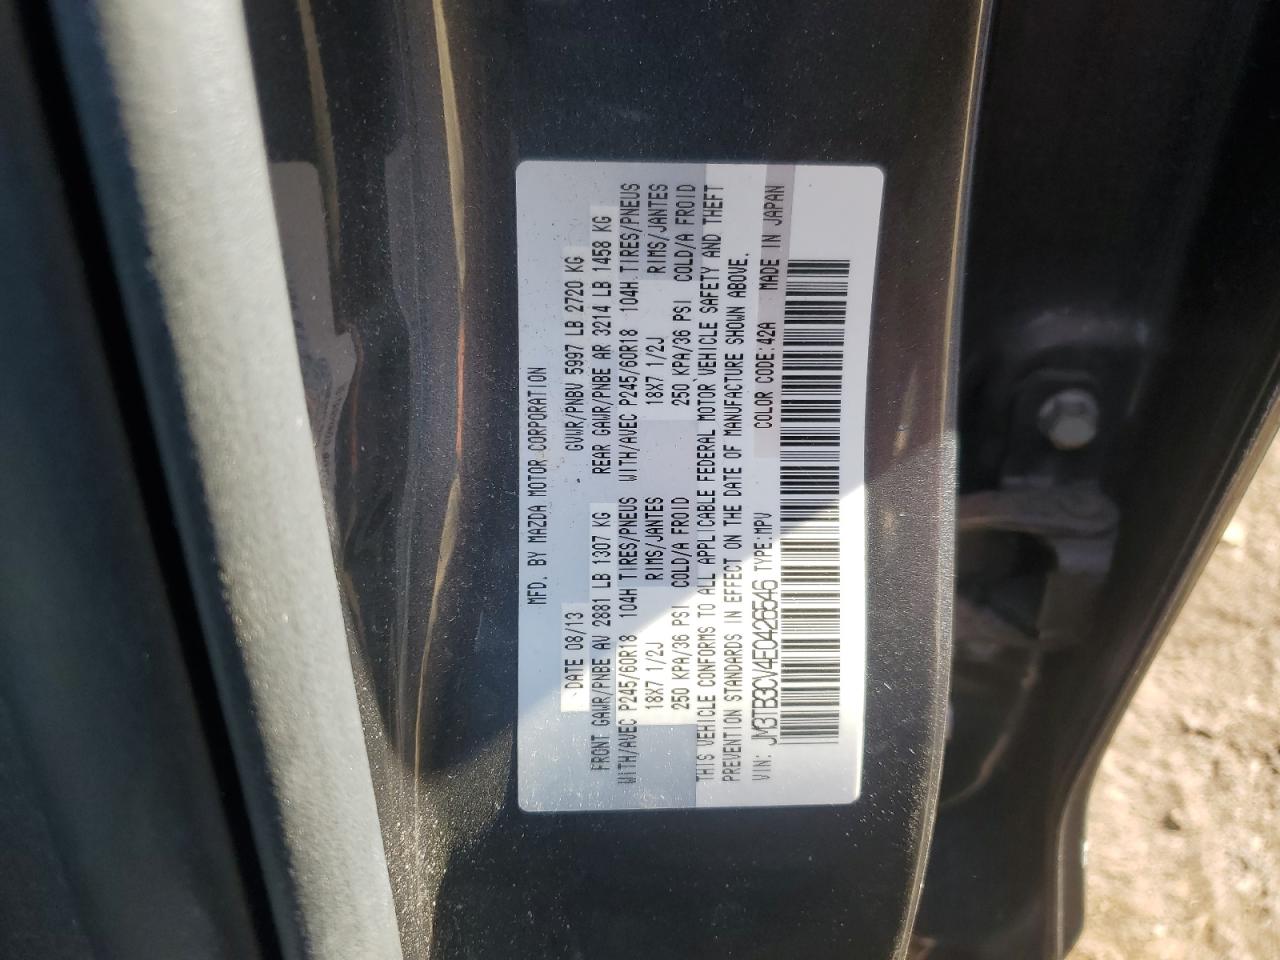 MFD. BY MAZDA MOTOR CORPORATION
DATE 08/13 GVWR/PNBV 5997 LB 2720 KG
FRONT GAWR/PNBE AV 2881 LB 1307 KG REAR GAWR/PNBE AR 3214 LB 1458 KG
WITH/AVEC P245/60R18 104H TIRES/PNEUS WITH/AVEC P245/60R18 104H TIRES/PNEUS
18X7 1/2J RIMS/JANTES 18X7 1/2J RIMS/JANTES
250 KPA/36 PSI COLD/A FROID 250 KPA/36 PSI COLD/A FROID
THIS VEHICLE CONFORMS TO ALL APPLICABLE FEDERAL MOTOR VEHICLE SAFETY AND THEFT
PREVENTION STANDARDS IN EFFECT ON THE DATE OF MANUFACTURE SHOWN ABOVE.
VIN: JM3TB3CV4E0426546 TYPE:MPV COLOR CODE:42A MADE IN JAPAN